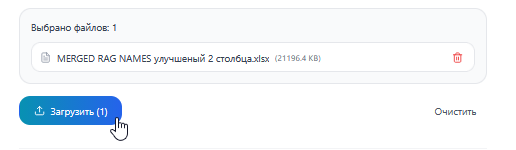 Выбрано файлов: 1
MERGED RAG NAMES улучшеный 2 столбца.xlsx (21196.4 KB)
Загрузить (1)
Очистить